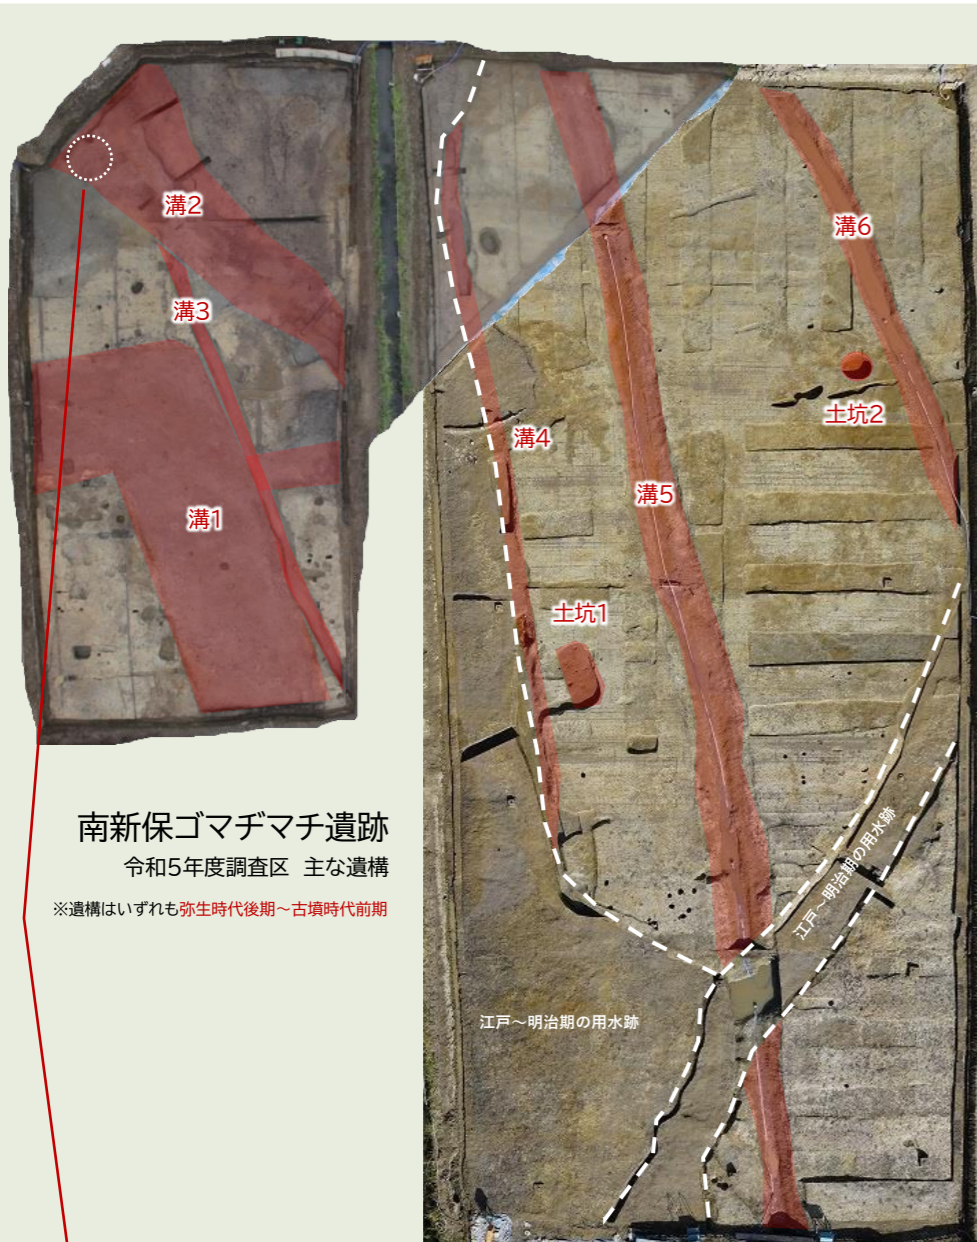 溝2
溝6
溝3
土坑2
溝4
溝5
溝1
土坑1
南新保ゴマヂマチ遺跡
令和5年度調査区 主な遺構
※遺構はいずれも弥生時代後期～古墳時代前期
江戸～明治期の用水跡
江戸～明治期の用水跡